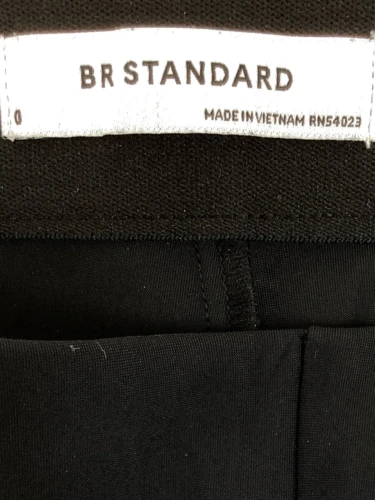 BR STANDARD
0 MADE IN VIETNAM RN54023